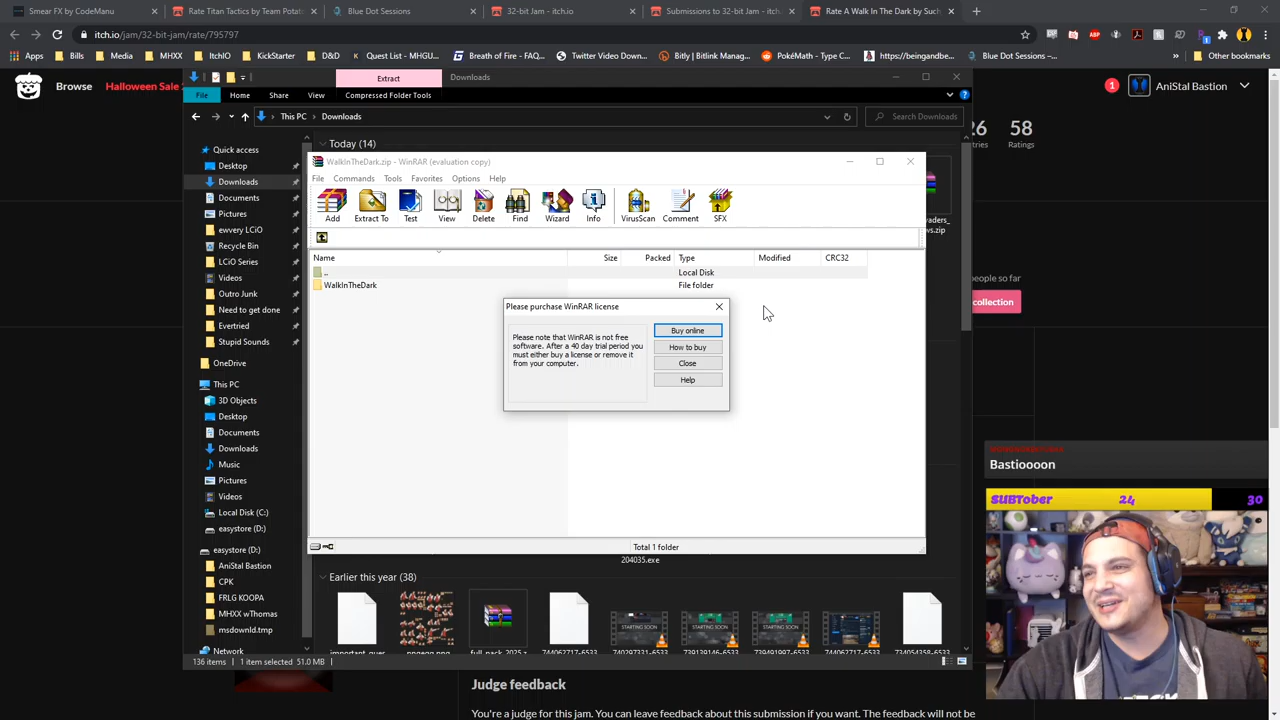 Smear FX by CodeManu
Rate Titan Tactics by Team Potat
Blue Dot Sessions
32-bit Jam - itch.io
Submissions to 32-bit Jam - itch.i
Rate A Walk In The Dark by Such
itch.io/jam/32-bit-jam/rate/795797
Apps
Bills
Media
MHXX
ItchIO
KickStarter
D&D
Quest List - MHGU...
Breath of Fire - FAQ...
Twitter Video Down...
Bitly | Bitlink Manag...
PokéMath - Type C...
https://beingandbe...
Blue Dot Sessions –...
Other bookmarks
Browse
Halloween Sale
1
AniStal Bastion
Extract
Downloads
File
Home
Share
View
Compressed Folder Tools
This PC
Downloads
Search Downloads
26
58
Ratings
Today (14)
Quick access
Desktop
Downloads
Documents
Pictures
ewvery LCiO
Recycle Bin
LCiO Series
Videos
Outro Junk
Need to get done
Evertried
Stupid Sounds
OneDrive
This PC
3D Objects
Desktop
Documents
Downloads
Music
Pictures
Videos
Local Disk (C:)
easystore (D:)
easystore (D:)
AniStal Bastion
CPK
FRLG KOOPA
MHXX wThomas
msdownld.tmp
Network
WalkInTheDark.zip - WinRAR (evaluation copy)
File
Commands
Tools
Favorites
Options
Help
Add
Extract To
Test
View
Delete
Find
Wizard
Info
VirusScan
Comment
SFX
Name
Size
Packed
Type
Modified
CRC32
..
Local Disk
WalkInTheDark
File folder
Please purchase WinRAR license
Please note that WinRAR is not free
software. After a 40 day trial period you
must either buy a license or remove it
from your computer.
Buy online
How to buy
Close
Help
Total 1 folder
people so far
collection
204035.exe
Earlier this year (38)
136 items
1 item selected 51.0 MB
Bastioooon
SUBTober
24
30
Judge feedback
You're a judge for this jam. You can leave feedback about this submission if you want. The feedback will not be